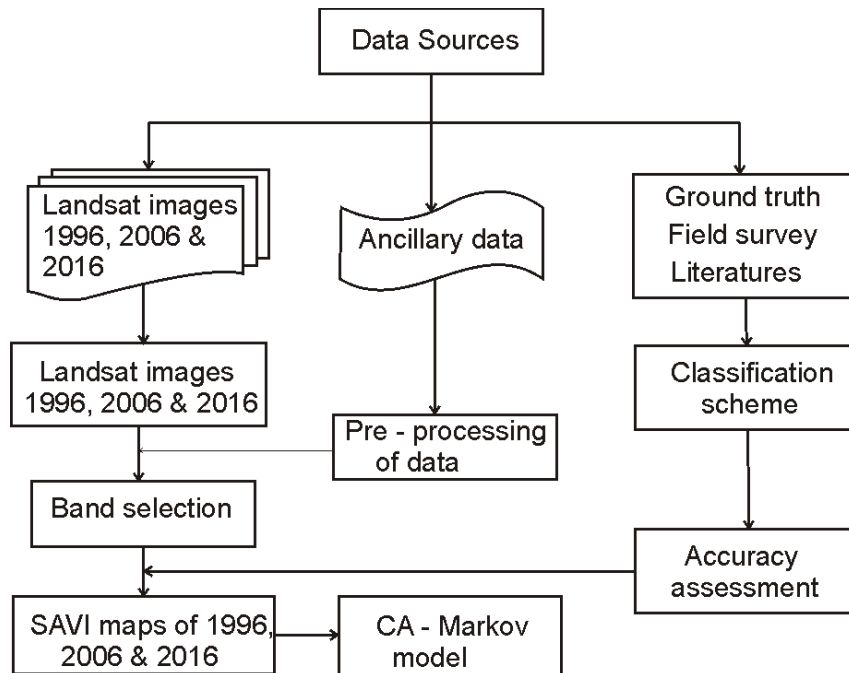 Data Sources
Landsat images
1996, 2006 &
2016
Ancillary data
Ground truth
Field survey
Literatures
Landsat images
1996, 2006 & 2016
Classification
scheme
Pre - processing
of data
Band selection
Accuracy
assessment
SAVI maps of 1996,
2006 & 2016
CA - Markov
model